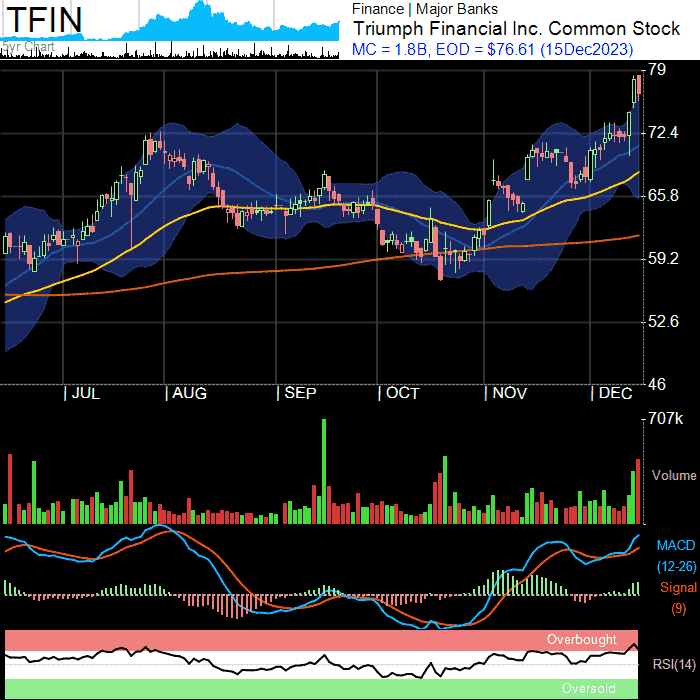 TFIN
5yr Chart
Finance | Major Banks
Triumph Financial Inc. Common Stock
MC = 1.8B, EOD = $76.61 (15Dec2023)
79
72.4
65.8
59.2
52.6
46
JUL AUG SEP OCT NOV DEC
707k
Volume
MACD
(12-26)
Signal
(9)
Overbought
RSI(14)
Oversold